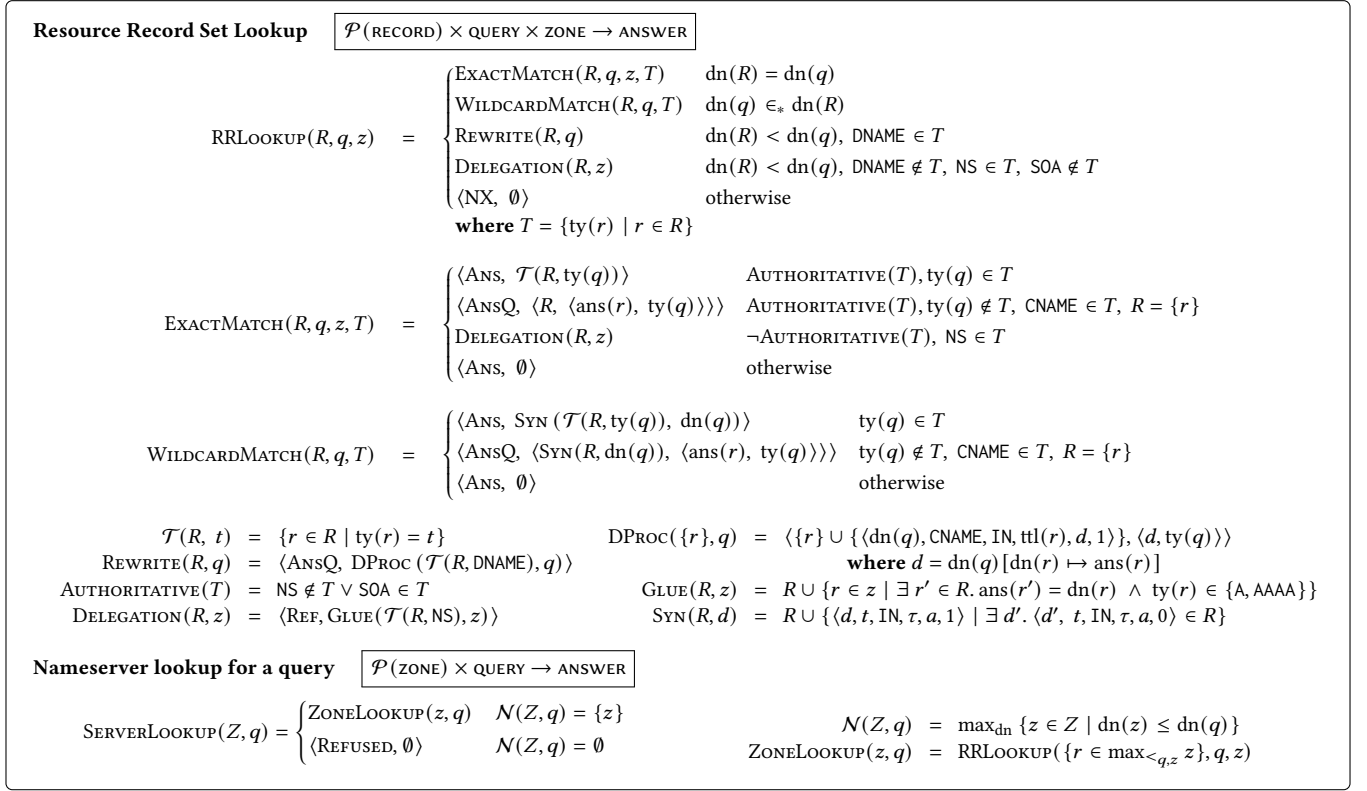 Resource Record Set Lookup 𝒫(RECORD) × QUERY × ZONE → ANSWER
RRLookup(R, q, z) = { ExactMatch(R, q, z, T) dn(R) = dn(q)
WildcardMatch(R, q, T) dn(q) ∈∗ dn(R)
Rewrite(R, q) dn(R) < dn(q), DNAME ∈ T
Delegation(R, z) dn(R) < dn(q), DNAME ∉ T, NS ∈ T, SOA ∉ T
⟨NX, ∅⟩ otherwise
where T = {ty(r) | r ∈ R}
ExactMatch(R, q, z, T) = { ⟨Ans, 𝒯(R, ty(q))⟩ Authoritative(T), ty(q) ∈ T
⟨AnsQ, ⟨R, ⟨ans(r), ty(q)⟩⟩⟩ Authoritative(T), ty(q) ∉ T, CNAME ∈ T, R = {r}
Delegation(R, z) ¬Authoritative(T), NS ∈ T
⟨Ans, ∅⟩ otherwise
WildcardMatch(R, q, T) = { ⟨Ans, Syn (𝒯(R, ty(q)), dn(q))⟩ ty(q) ∈ T
⟨AnsQ, ⟨Syn(R, dn(q)), ⟨ans(r), ty(q)⟩⟩⟩ ty(q) ∉ T, CNAME ∈ T, R = {r}
⟨Ans, ∅⟩ otherwise
𝒯(R, t) = {r ∈ R | ty(r) = t} DProc({r}, q) = ⟨{r} ∪ {⟨dn(q), CNAME, IN, ttl(r), d, 1⟩}, ⟨d, ty(q)⟩⟩
Rewrite(R, q) = ⟨AnsQ, DProc (𝒯(R, DNAME), q)⟩ where d = dn(q) [dn(r) ↦ ans(r)]
Authoritative(T) = NS ∉ T ∨ SOA ∈ T Glue(R, z) = R ∪ {r ∈ z | ∃ r′ ∈ R. ans(r′) = dn(r) ∧ ty(r) ∈ {A, AAAA}}
Delegation(R, z) = ⟨Ref, Glue(𝒯(R, NS), z)⟩ Syn(R, d) = R ∪ {⟨d, t, IN, τ, a, 1⟩ | ∃ d′. ⟨d′, t, IN, τ, a, 0⟩ ∈ R}
Nameserver lookup for a query 𝒫(ZONE) × QUERY → ANSWER
ServerLookup(Z, q) = { ZoneLookup(z, q) 𝒩(Z, q) = {z} 𝒩(Z, q) = max_dn {z ∈ Z | dn(z) ≤ dn(q)}
⟨Refused, ∅⟩ 𝒩(Z, q) = ∅ ZoneLookup(z, q) = RRLookup({r ∈ max_{<q,z} z}, q, z)